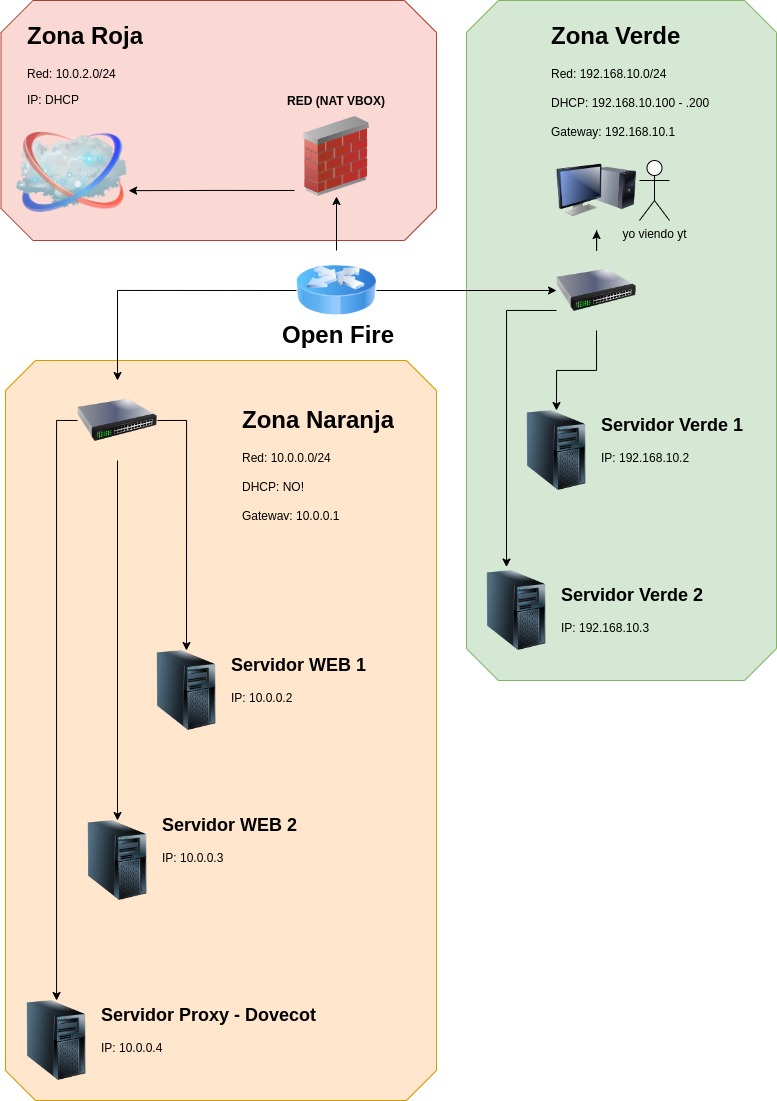 Zona Roja
Red: 10.0.2.0/24
IP: DHCP
RED (NAT VBOX)
Zona Verde
Red: 192.168.10.0/24
DHCP: 192.168.10.100 - .200
Gateway: 192.168.10.1
yo viendo yt
Open Fire
Zona Naranja
Red: 10.0.0.0/24
DHCP: NO!
Gateway: 10.0.0.1
Servidor Verde 1
IP: 192.168.10.2
Servidor Verde 2
IP: 192.168.10.3
Servidor WEB 1
IP: 10.0.0.2
Servidor WEB 2
IP: 10.0.0.3
Servidor Proxy - Dovecot
IP: 10.0.0.4